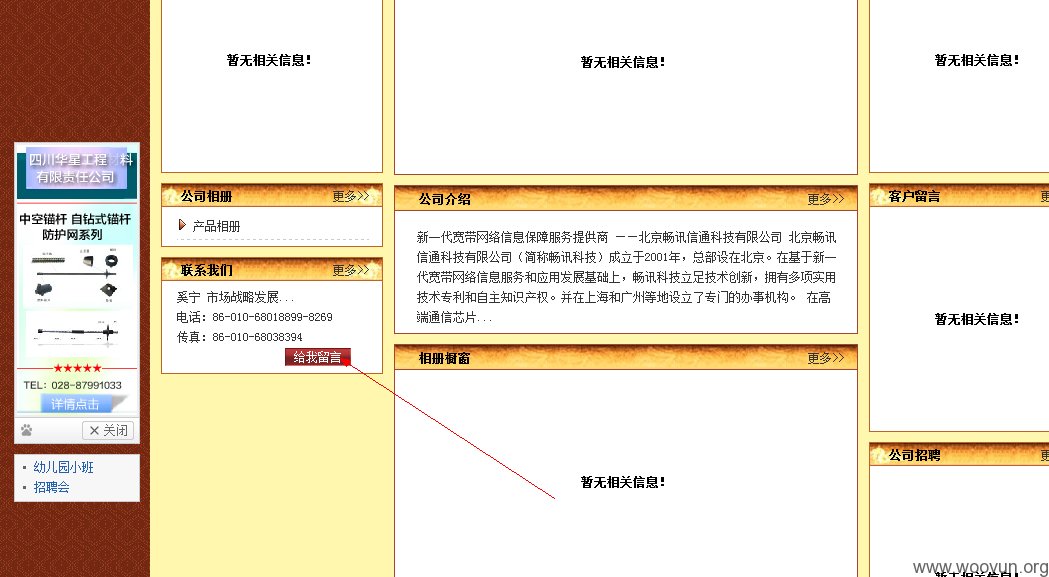 暂无相关信息!
暂无相关信息!
暂无相关信息!
四川华星工程材料
有限责任公司
中空锚杆 自钻式锚杆
防护网系列
★★★★★
TEL: 028-87991033
详情点击
×关闭
· 幼儿园小班
· 招聘会
公司相册 更多>>
产品相册
联系我们 更多>>
奚宁 市场战略发展...
电话: 86-010-68018899-8269
传真: 86-010-68038394
给我留言
公司介绍 更多>>
新一代宽带网络信息保障服务提供商 －－北京畅讯信通科技有限公司 北京畅讯
信通科技有限公司（简称畅讯科技）成立于2001年，总部设在北京。在基于新一
代宽带网络信息服务和应用发展基础上，畅讯科技立足技术创新，拥有多项实用
技术专利和自主知识产权。并在上海和广州等地设立了专门的办事机构。 在高
端通信芯片...
相册橱窗 更多>>
暂无相关信息!
客户留言 更
暂无相关信息!
公司招聘 更
暂无相关信息!
www.wooyun.org